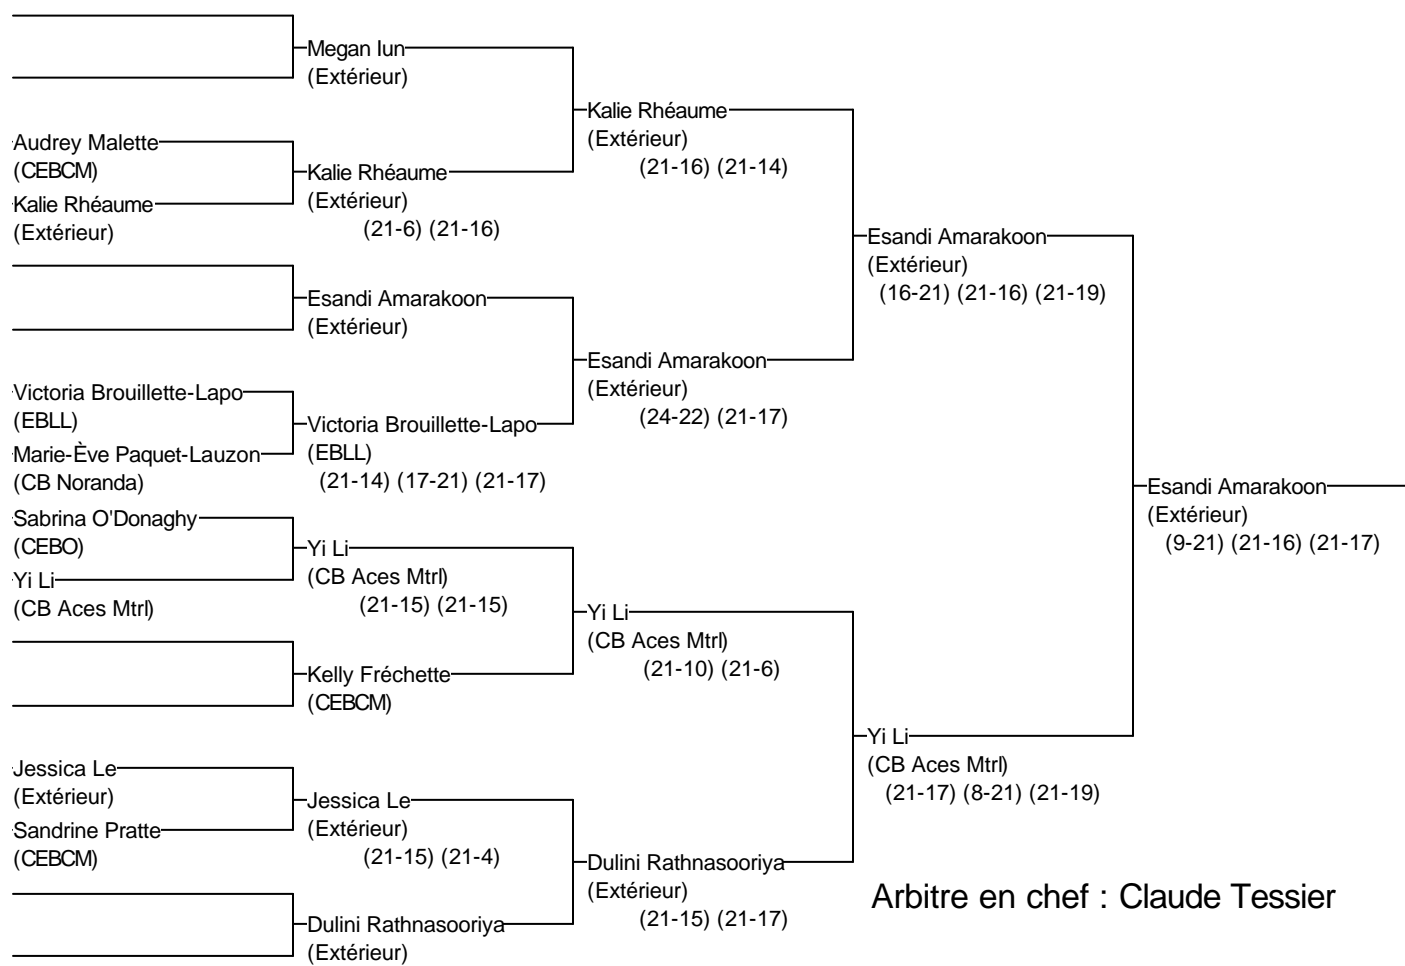 Megan Iun
(Extérieur)
Audrey Malette
(CEBCM)
Kalie Rhéaume
(Extérieur)
Kalie Rhéaume
(Extérieur)
(21-6) (21-16)
Kalie Rhéaume
(Extérieur)
(21-16) (21-14)
Esandi Amarakoon
(Extérieur)
Victoria Brouillette-Lapo
(EBLL)
Marie-Ève Paquet-Lauzon
(CB Noranda)
Victoria Brouillette-Lapo
(EBLL)
(21-14) (17-21) (21-17)
Esandi Amarakoon
(Extérieur)
(24-22) (21-17)
Esandi Amarakoon
(Extérieur)
(16-21) (21-16) (21-19)
Sabrina O'Donaghy
(CEBO)
Yi Li
(CB Aces Mtrl)
Yi Li
(CB Aces Mtrl)
(21-15) (21-15)
Kelly Fréchette
(CEBCM)
Yi Li
(CB Aces Mtrl)
(21-10) (21-6)
Jessica Le
(Extérieur)
Sandrine Pratte
(CEBCM)
Jessica Le
(Extérieur)
(21-15) (21-4)
Dulini Rathnasooriya
(Extérieur)
Dulini Rathnasooriya
(Extérieur)
(21-15) (21-17)
Yi Li
(CB Aces Mtrl)
(21-17) (8-21) (21-19)
Esandi Amarakoon
(Extérieur)
(9-21) (21-16) (21-17)
Arbitre en chef : Claude Tessier